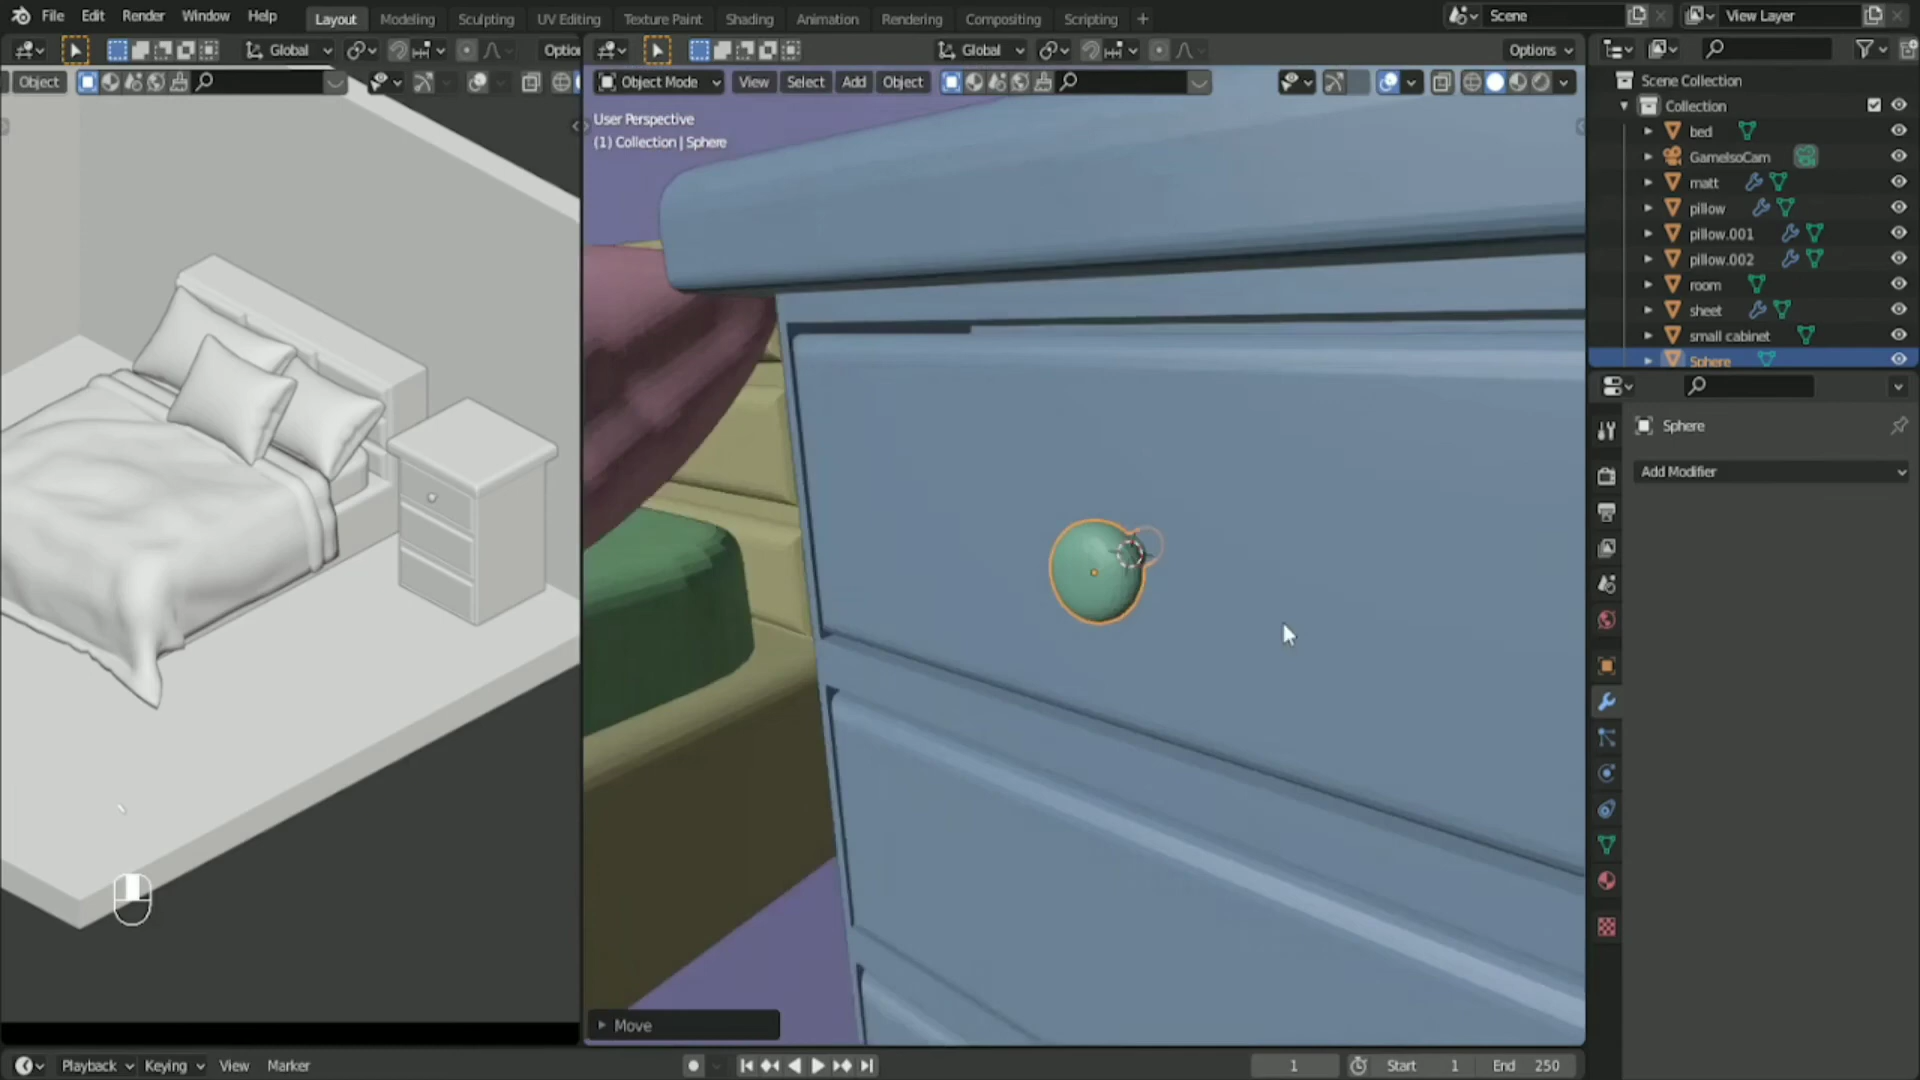 File Edit Render Window Help Layout Modeling Sculpting UV Editing Texture Paint Shading Animation Rendering Compositing Scripting + Scene View Layer
Global Optio Global Options
Object Object Mode View Select Add Object
User Perspective
(1) Collection | Sphere
Scene Collection
Collection
bed
GameIsoCam
matt
pillow
pillow.001
pillow.002
room
sheet
small cabinet
Sphere
Sphere
Add Modifier
Move
Playback Keying View Marker 1 Start 1 End 250